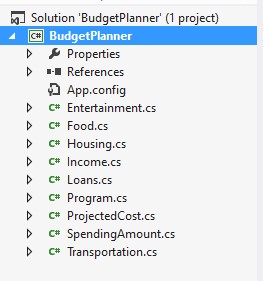 Solution 'BudgetPlanner' (1 project)
C# BudgetPlanner
Properties
References
App.config
C# Entertainment.cs
C# Food.cs
C# Housing.cs
C# Income.cs
C# Loans.cs
C# Program.cs
C# ProjectedCost.cs
C# SpendingAmount.cs
C# Transportation.cs